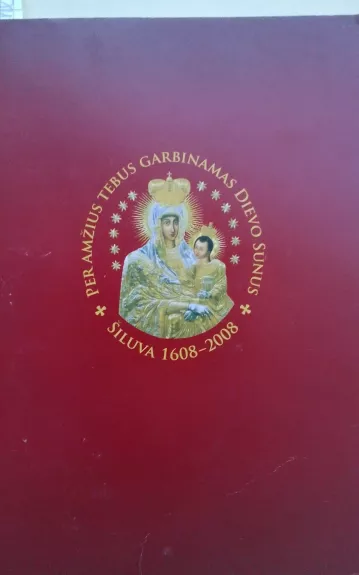 PER AMŽIUS TEBUS GARBINAMAS DIEVO SŪNUS
ŠILUVA 1608–2008